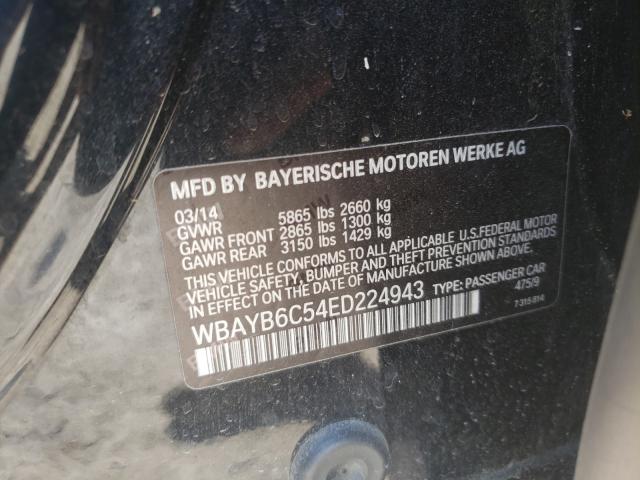 MFD BY BAYERISCHE MOTOREN WERKE AG
03/14
GVWR 5865 lbs 2660 kg
GAWR FRONT 2865 lbs 1300 kg
GAWR REAR 3150 lbs 1429 kg
THIS VEHICLE CONFORMS TO ALL APPLICABLE U.S.FEDERAL MOTOR
VEHICLE SAFETY, BUMPER AND THEFT PREVENTION STANDARDS
IN EFFECT ON THE DATE OF MANUFACTURE SHOWN ABOVE.
WBAYB6C54ED224943 TYPE: PASSENGER CAR
475/9
7 315 814